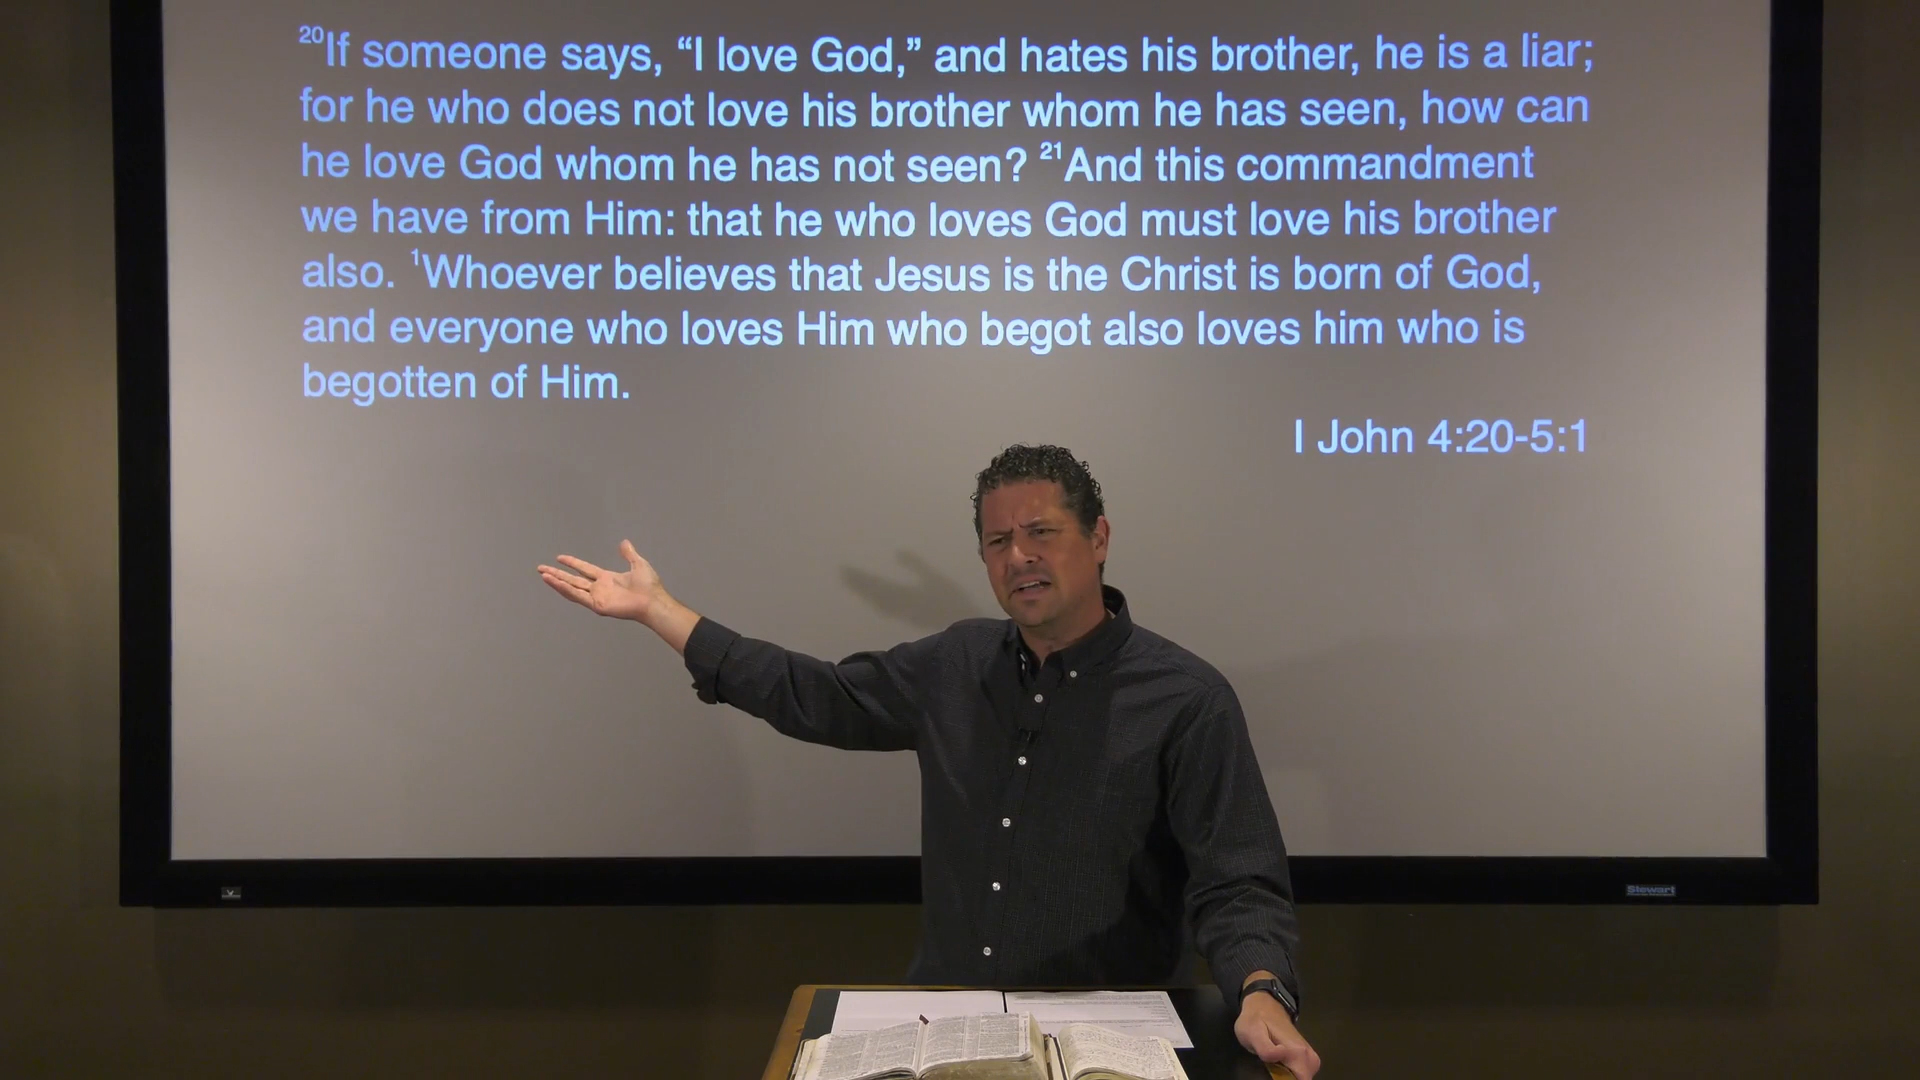 ²⁰If someone says, “I love God,” and hates his brother, he is a liar;
for he who does not love his brother whom he has seen, how can
he love God whom he has not seen? ²¹And this commandment
we have from Him: that he who loves God must love his brother
also. ¹Whoever believes that Jesus is the Christ is born of God,
and everyone who loves Him who begot also loves him who is
begotten of Him.
I John 4:20-5:1
Stewart